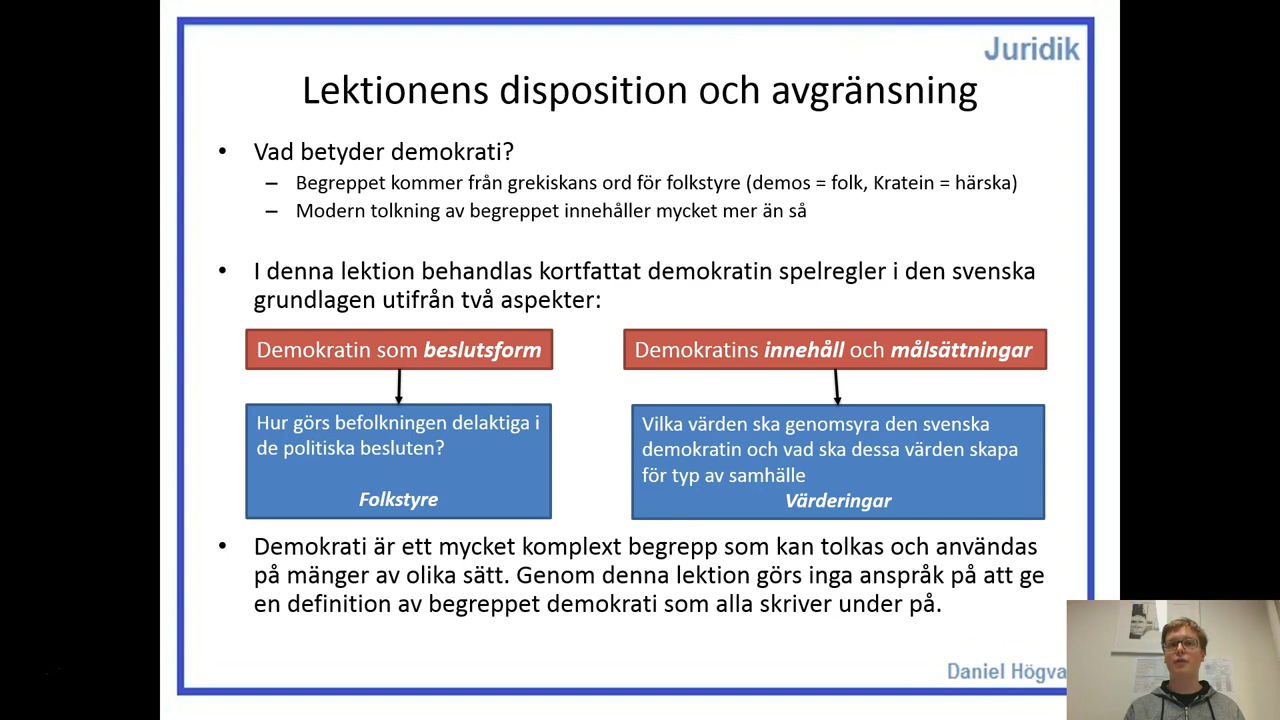 Juridik
Lektionens disposition och avgränsning
• Vad betyder demokrati?
– Begreppet kommer från grekiskans ord för folkstyre (demos = folk, Kratein = härska)
– Modern tolkning av begreppet innehåller mycket mer än så
• I denna lektion behandlas kortfattat demokratin spelregler i den svenska
grundlagen utifrån två aspekter:
Demokratin som beslutsform
Hur görs befolkningen delaktiga i
de politiska besluten?
Folkstyre
Demokratins innehåll och målsättningar
Vilka värden ska genomsyra den svenska
demokratin och vad ska dessa värden skapa
för typ av samhälle
Värderingar
• Demokrati är ett mycket komplext begrepp som kan tolkas och användas
på mänger av olika sätt. Genom denna lektion görs inga anspråk på att ge
en definition av begreppet demokrati som alla skriver under på.
Daniel Högva